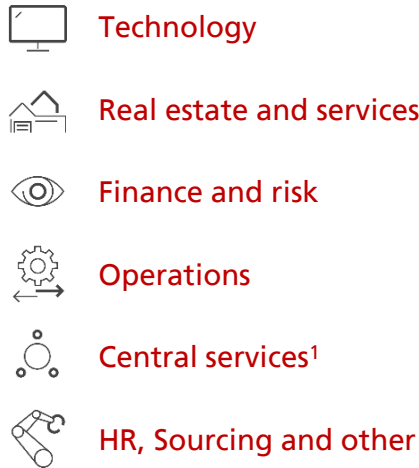 Technology
Real estate and services
Finance and risk
Operations
Central services¹
HR, Sourcing and other